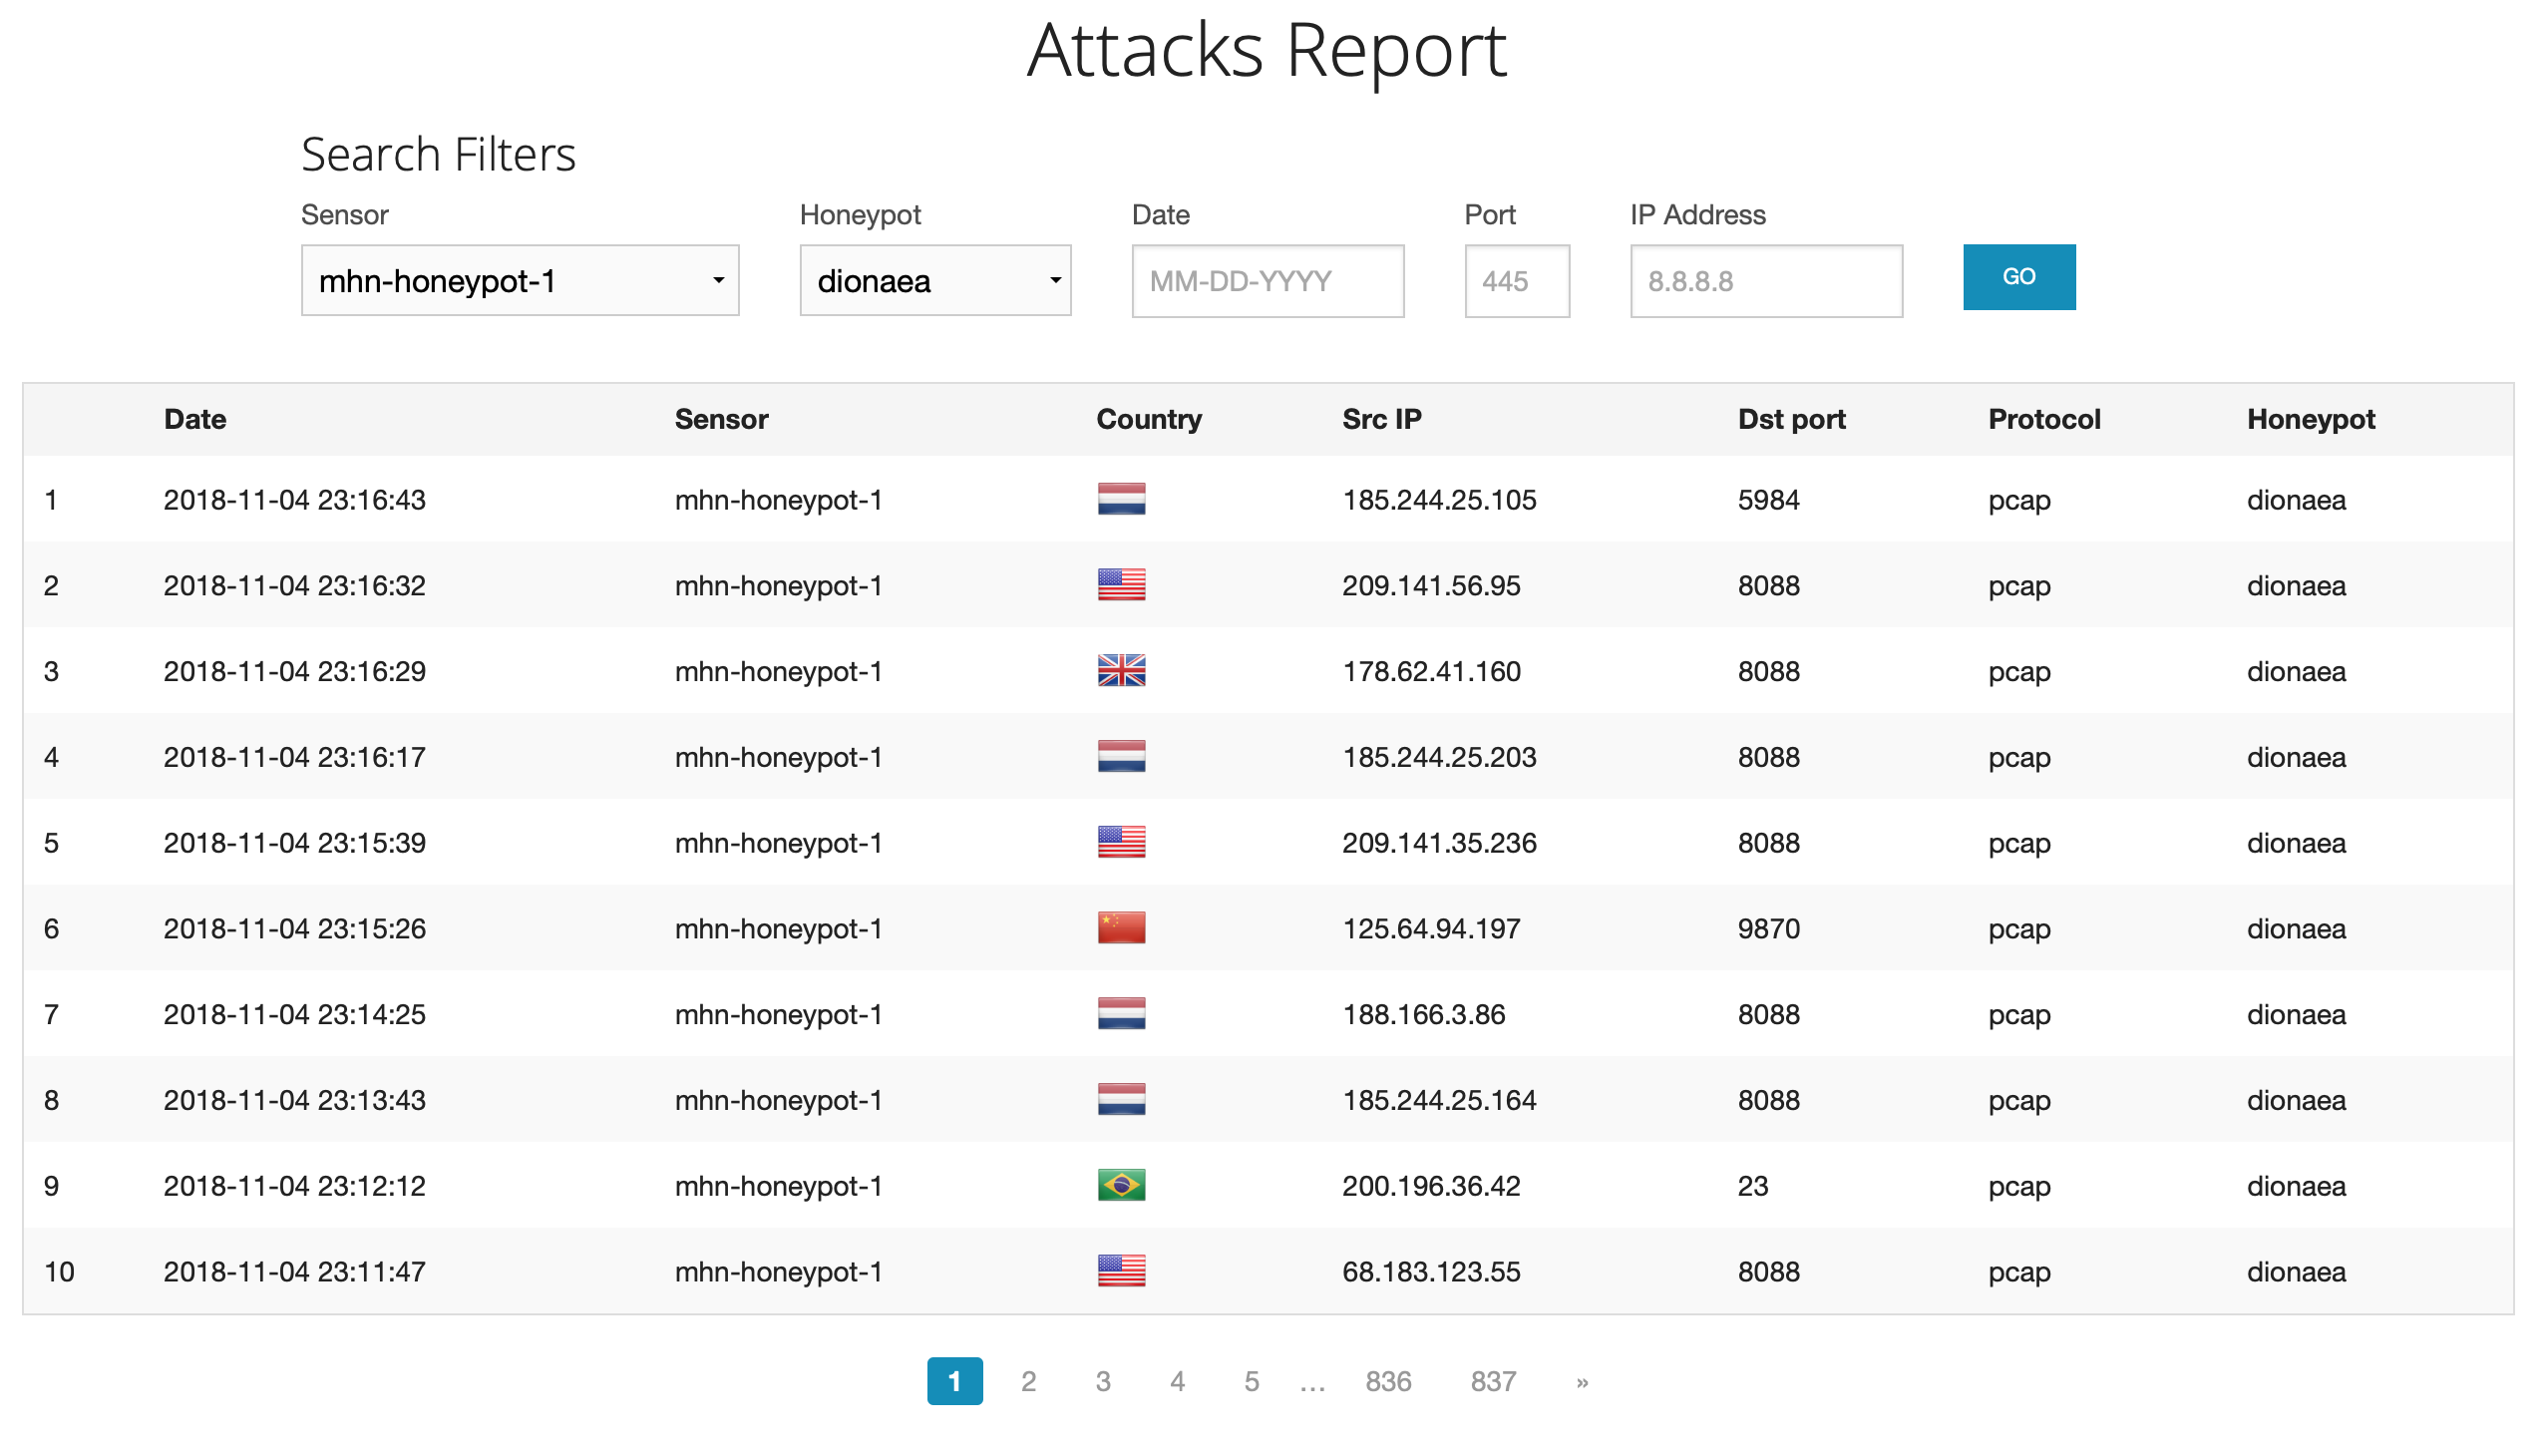 Attacks Report
Search Filters
Sensor Honeypot Date Port IP Address
mhn-honeypot-1 dionaea MM-DD-YYYY 445 8.8.8.8 GO
Date Sensor Country Src IP Dst port Protocol Honeypot
1 2018-11-04 23:16:43 mhn-honeypot-1 185.244.25.105 5984 pcap dionaea
2 2018-11-04 23:16:32 mhn-honeypot-1 209.141.56.95 8088 pcap dionaea
3 2018-11-04 23:16:29 mhn-honeypot-1 178.62.41.160 8088 pcap dionaea
4 2018-11-04 23:16:17 mhn-honeypot-1 185.244.25.203 8088 pcap dionaea
5 2018-11-04 23:15:39 mhn-honeypot-1 209.141.35.236 8088 pcap dionaea
6 2018-11-04 23:15:26 mhn-honeypot-1 125.64.94.197 9870 pcap dionaea
7 2018-11-04 23:14:25 mhn-honeypot-1 188.166.3.86 8088 pcap dionaea
8 2018-11-04 23:13:43 mhn-honeypot-1 185.244.25.164 8088 pcap dionaea
9 2018-11-04 23:12:12 mhn-honeypot-1 200.196.36.42 23 pcap dionaea
10 2018-11-04 23:11:47 mhn-honeypot-1 68.183.123.55 8088 pcap dionaea
1 2 3 4 5 … 836 837 »